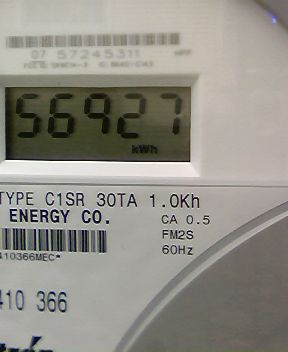 07 57245311
56927
kWh
TYPE C1SR 30TA 1.0Kh
ENERGY CO.
CA 0.5
FM2S
60Hz
410366MEC*
410 366